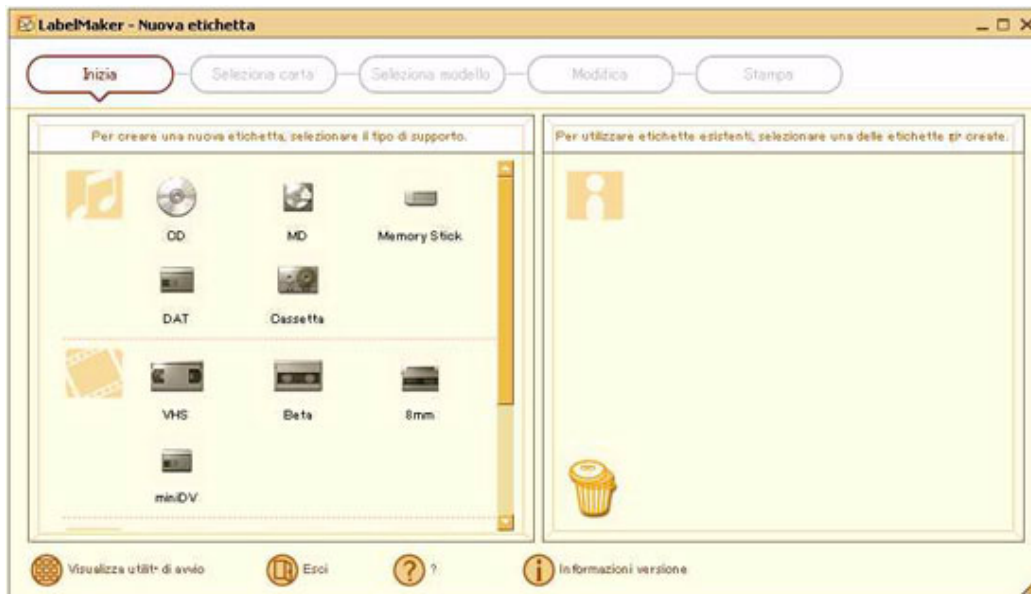 LabelMaker - Nuova etichetta
Inizia
Seleziona carta
Seleziona modello
Modifica
Stampa
Per creare una nuova etichetta, selezionare il tipo di supporto.
Per utilizzare etichette esistenti, selezionare una delle etichette create.
CD
MD
Memory Stick
DAT
Cassetta
VHS
Beta
8mm
miniDV
Visualizza di avvio
Esci
?
Informazioni versione